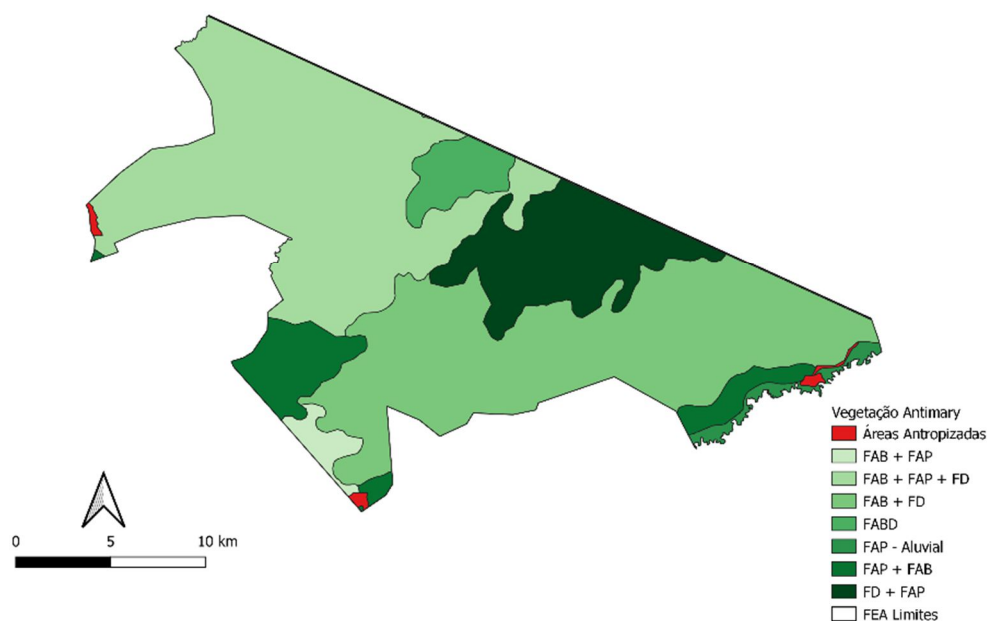 Vegetação Antimary
Áreas Antropizadas
FAB + FAP
FAB + FAP + FD
FAB + FD
FABD
FAP - Aluvial
FAP + FAB
FD + FAP
FEA Limites
0 5 10 km